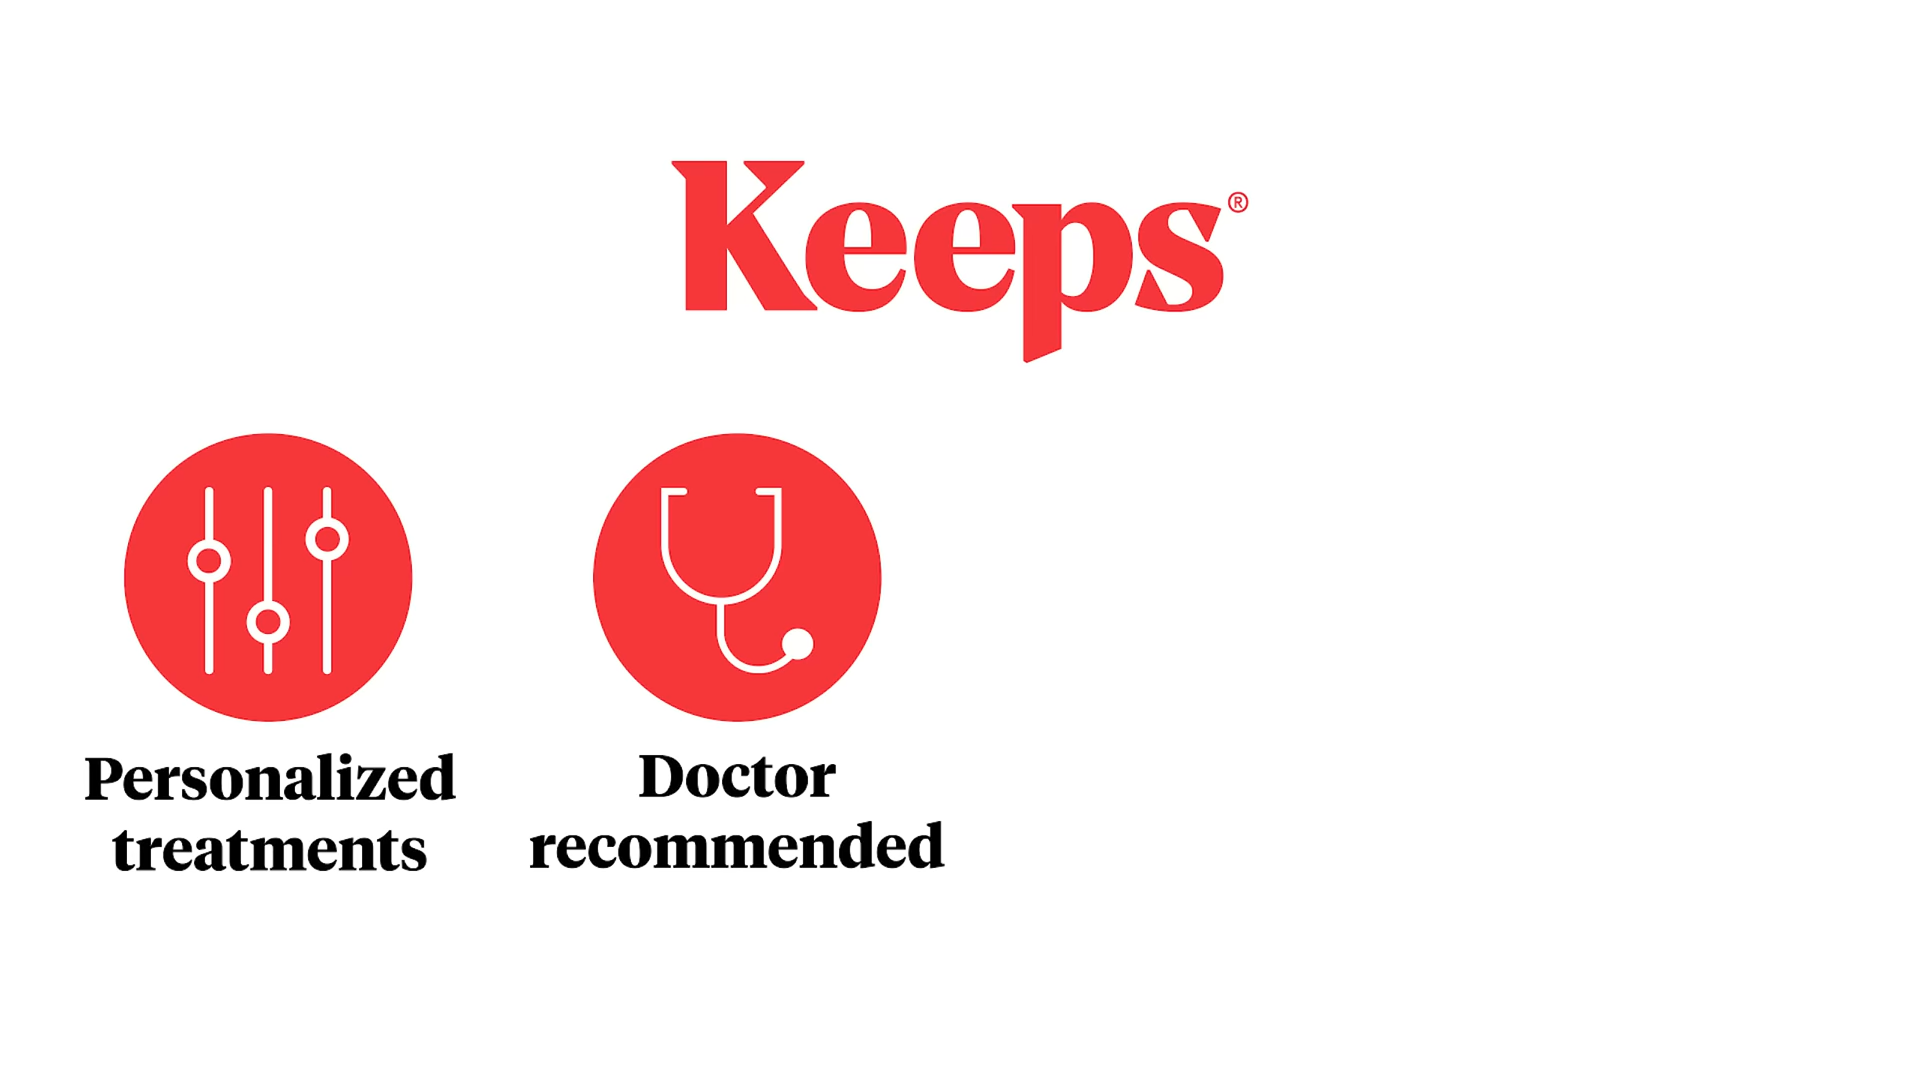 Keeps®
Personalized
treatments
Doctor
recommended